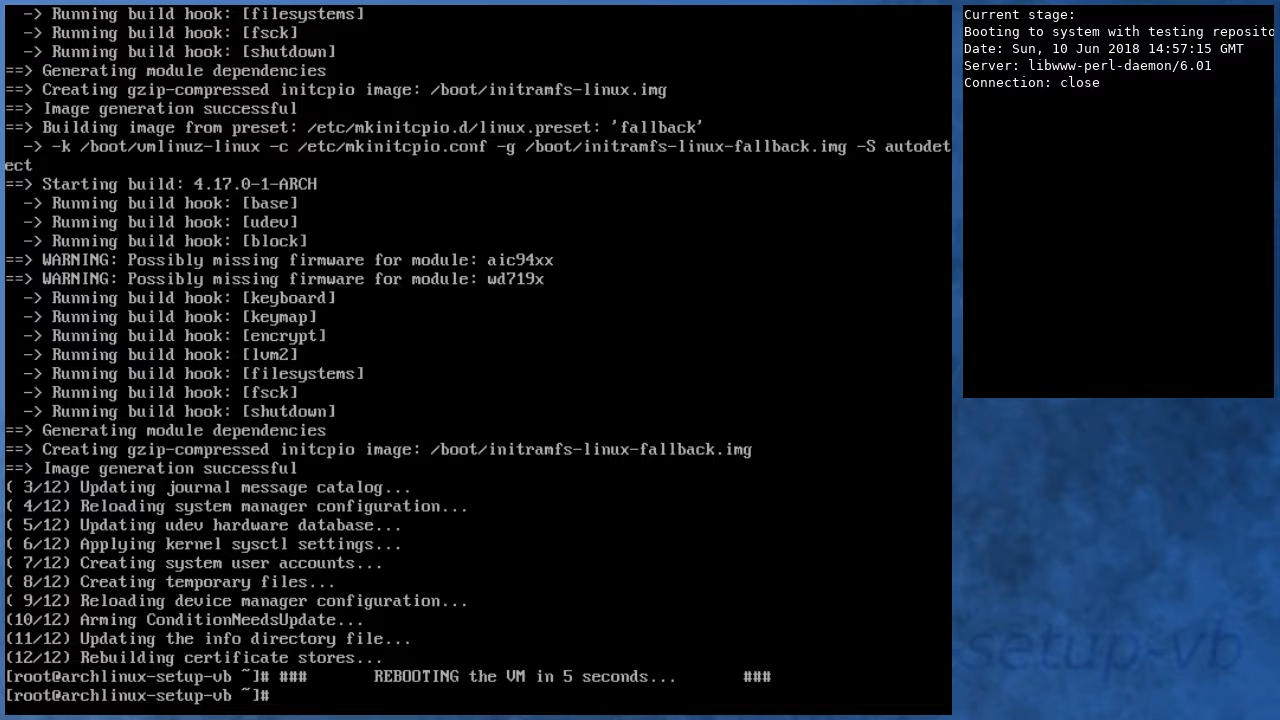 -> Running build hook: [filesystems]
  -> Running build hook: [fsck]
  -> Running build hook: [shutdown]
==> Generating module dependencies
==> Creating gzip-compressed initcpio image: /boot/initramfs-linux.img
==> Image generation successful
==> Building image from preset: /etc/mkinitcpio.d/linux.preset: 'fallback'
  -> -k /boot/vmlinuz-linux -c /etc/mkinitcpio.conf -g /boot/initramfs-linux-fallback.img -S autodet
ect
==> Starting build: 4.17.0-1-ARCH
  -> Running build hook: [base]
  -> Running build hook: [udev]
  -> Running build hook: [block]
==> WARNING: Possibly missing firmware for module: aic94xx
==> WARNING: Possibly missing firmware for module: wd719x
  -> Running build hook: [keyboard]
  -> Running build hook: [keymap]
  -> Running build hook: [encrypt]
  -> Running build hook: [lvm2]
  -> Running build hook: [filesystems]
  -> Running build hook: [fsck]
  -> Running build hook: [shutdown]
==> Generating module dependencies
==> Creating gzip-compressed initcpio image: /boot/initramfs-linux-fallback.img
==> Image generation successful
( 3/12) Updating journal message catalog...
( 4/12) Reloading system manager configuration...
( 5/12) Updating udev hardware database...
( 6/12) Applying kernel sysctl settings...
( 7/12) Creating system user accounts...
( 8/12) Creating temporary files...
( 9/12) Reloading device manager configuration...
(10/12) Arming ConditionNeedsUpdate...
(11/12) Updating the info directory file...
(12/12) Rebuilding certificate stores...
[root@archlinux-setup-vb ~]# ###       REBOOTING the VM in 5 seconds...       ###
[root@archlinux-setup-vb ~]#
Current stage:
Booting to system with testing reposito
Date: Sun, 10 Jun 2018 14:57:15 GMT
Server: libwww-perl-daemon/6.01
Connection: close
setup-vb